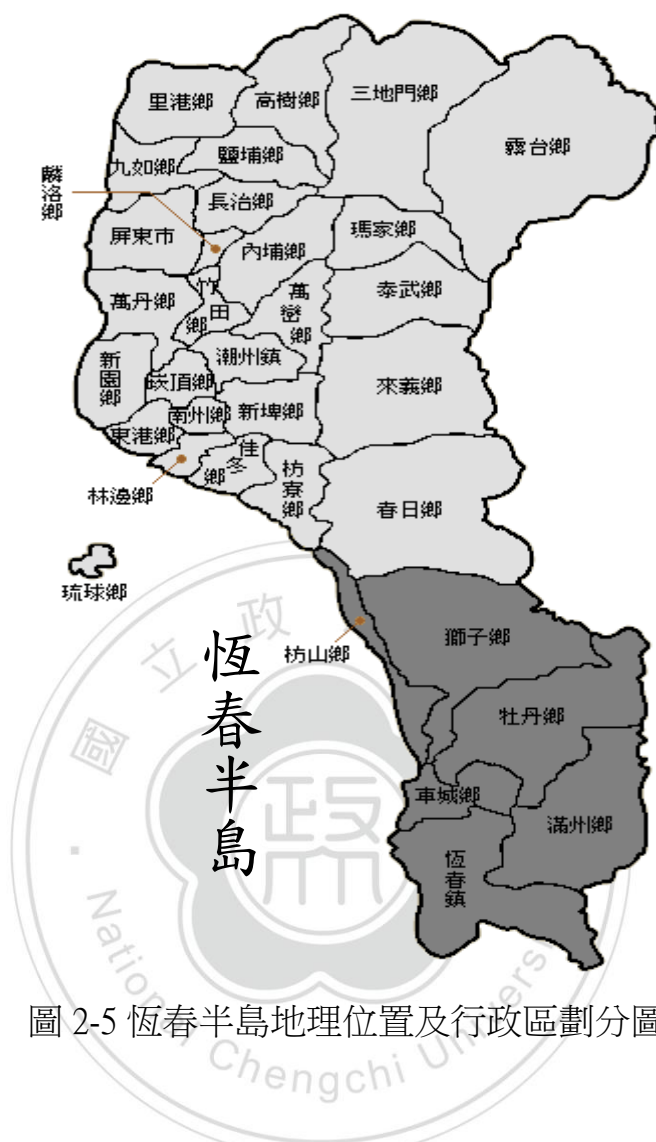 里港鄉
高樹鄉
三地門鄉
霧台鄉
九如鄉
鹽埔鄉
麟洛鄉
長治鄉
屏東市
內埔鄉
瑪家鄉
萬丹鄉
竹田鄉
萬巒鄉
泰武鄉
新園鄉
崁頂鄉
潮州鎮
來義鄉
東港鄉
南州鄉
新埤鄉
林邊鄉
佳冬鄉
枋寮鄉
春日鄉
琉球鄉
枋山鄉
獅子鄉
牡丹鄉
車城鄉
滿州鄉
恆春鎮
恆春半島
國立政
政
National Chengchi Univers
圖 2-5 恆春半島地理位置及行政區劃分圖